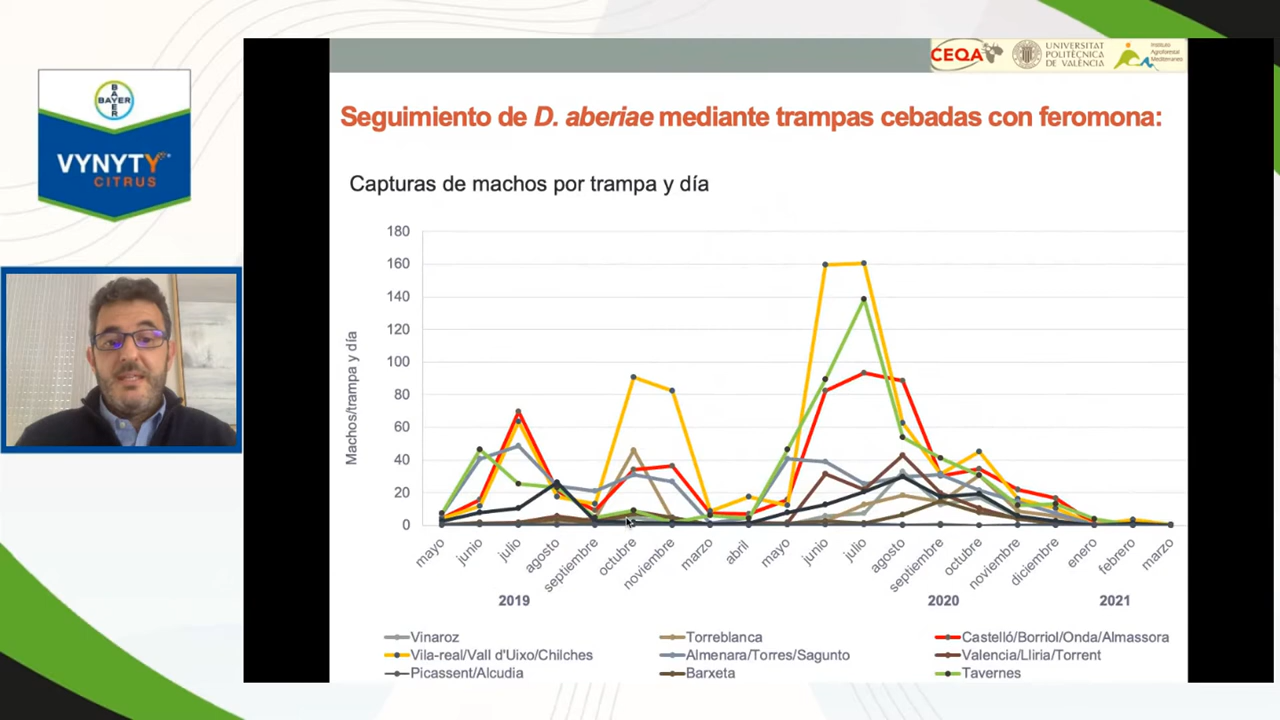 BAYER
BAYER
VYNYTY
CITRUS
CEQA
UNIVERSITAT
POLITÈCNICA
DE VALÈNCIA
Instituto
Agroforestal
Mediterráneo
Seguimiento de D. aberiae mediante trampas cebadas con feromona:
Capturas de machos por trampa y día
Machos/trampa y día
180
160
140
120
100
80
60
40
20
0
mayo
junio
julio
agosto
septiembre
octubre
noviembre
marzo
abril
mayo
junio
julio
agosto
septiembre
octubre
noviembre
diciembre
enero
febrero
marzo
2019
2020
2021
Vinaroz
Torreblanca
Castelló/Borriol/Onda/Almassora
Vila-real/Vall d'Uixo/Chilches
Almenara/Torres/Sagunto
Valencia/Lliria/Torrent
Picassent/Alcudia
Barxeta
Tavernes